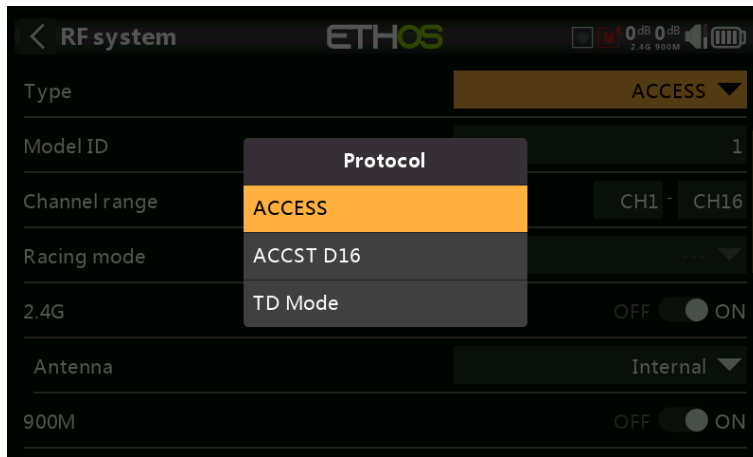 RF system
ETHOS
M
0dB 0dB
2.4G 900M
Type ACCESS
Model ID 1
Protocol
Channel range CH1 - CH16
ACCESS
Racing mode ---
ACCST D16
TD Mode
2.4G OFF ON
Antenna Internal
900M OFF ON